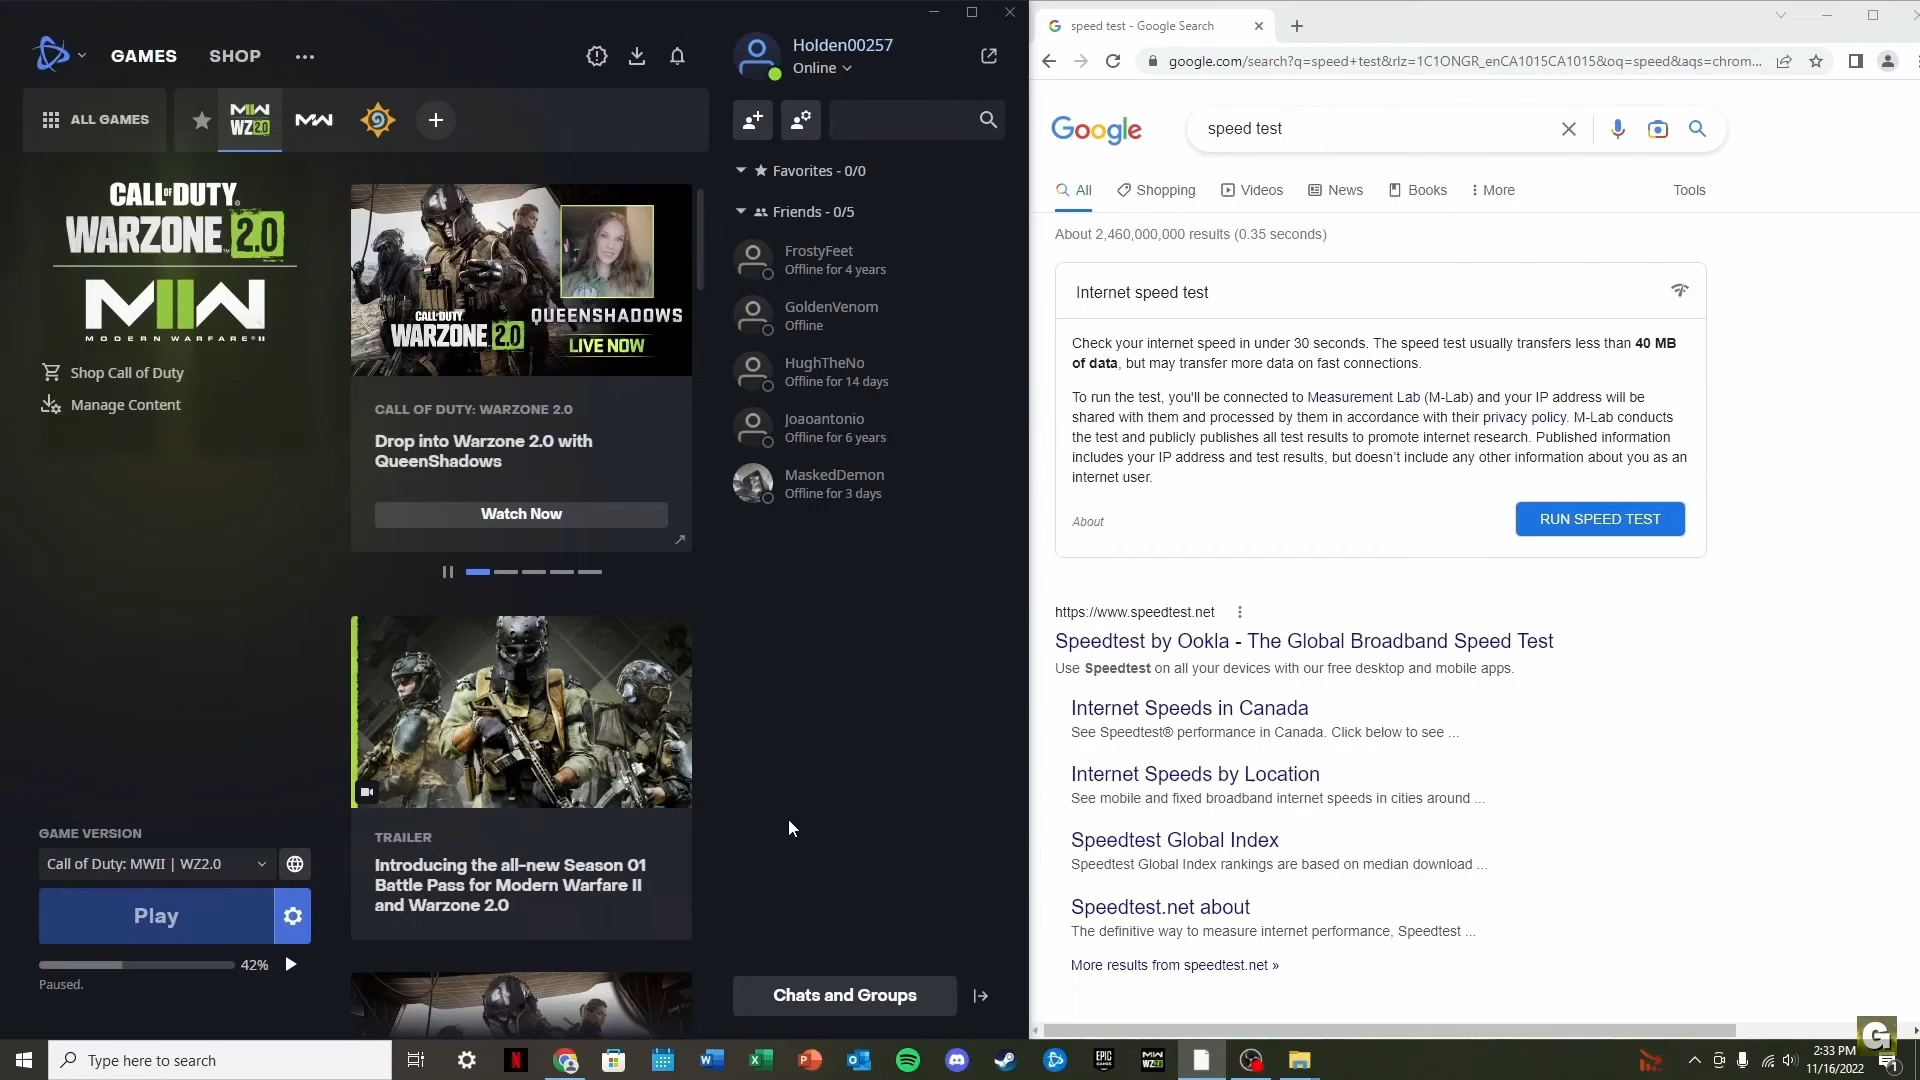 GAMES
SHOP
Holden00257
Online
ALL GAMES
MW
WZ2.0
MW
CALL OF DUTY
WARZONE 2.0
MW
MODERN WARFARE II
Shop Call of Duty
Manage Content
CALL OF DUTY
WARZONE 2.0
QUEENSHADOWS
LIVE NOW
CALL OF DUTY: WARZONE 2.0
Drop into Warzone 2.0 with
QueenShadows
Watch Now
TRAILER
Introducing the all-new Season 01
Battle Pass for Modern Warfare II
and Warzone 2.0
Favorites - 0/0
Friends - 0/5
FrostyFeet
Offline for 4 years
GoldenVenom
Offline
HughTheNo
Offline for 14 days
Joaoantonio
Offline for 6 years
MaskedDemon
Offline for 3 days
Chats and Groups
GAME VERSION
Call of Duty: MWII | WZ2.0
Play
42%
Paused.
speed test - Google Search
google.com/search?q=speed+test&rlz=1C1ONGR_enCA1015CA1015&oq=speed&aqs=chrom...
Google
speed test
All
Shopping
Videos
News
Books
More
Tools
About 2,460,000,000 results (0.35 seconds)
Internet speed test
Check your internet speed in under 30 seconds. The speed test usually transfers less than 40 MB
of data, but may transfer more data on fast connections.
To run the test, you'll be connected to Measurement Lab (M-Lab) and your IP address will be
shared with them and processed by them in accordance with their privacy policy. M-Lab conducts
the test and publicly publishes all test results to promote internet research. Published information
includes your IP address and test results, but doesn't include any other information about you as an
internet user.
About
RUN SPEED TEST
https://www.speedtest.net
Speedtest by Ookla - The Global Broadband Speed Test
Use Speedtest on all your devices with our free desktop and mobile apps.
Internet Speeds in Canada
See Speedtest® performance in Canada. Click below to see ...
Internet Speeds by Location
See mobile and fixed broadband internet speeds in cities around ...
Speedtest Global Index
Speedtest Global Index rankings are based on median download ...
Speedtest.net about
The definitive way to measure internet performance, Speedtest ...
More results from speedtest.net »
G
Type here to search
N
W
X
P
O
EPIC
GAMES
MW
WZ2.0
2:33 PM
11/16/2022
1